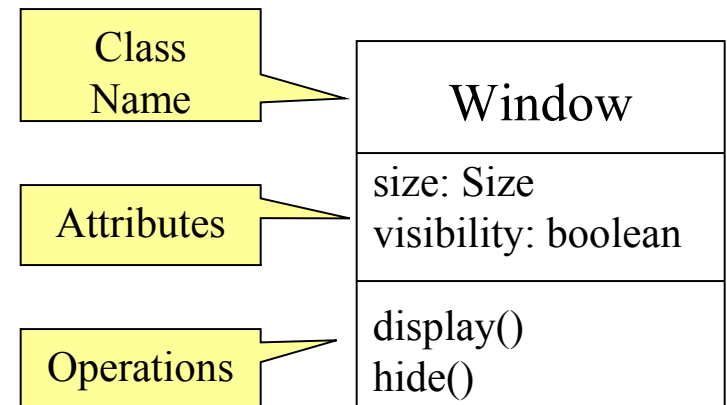 Class
Name
Window
Attributes
size: Size
visibility: boolean
Operations
display()
hide()